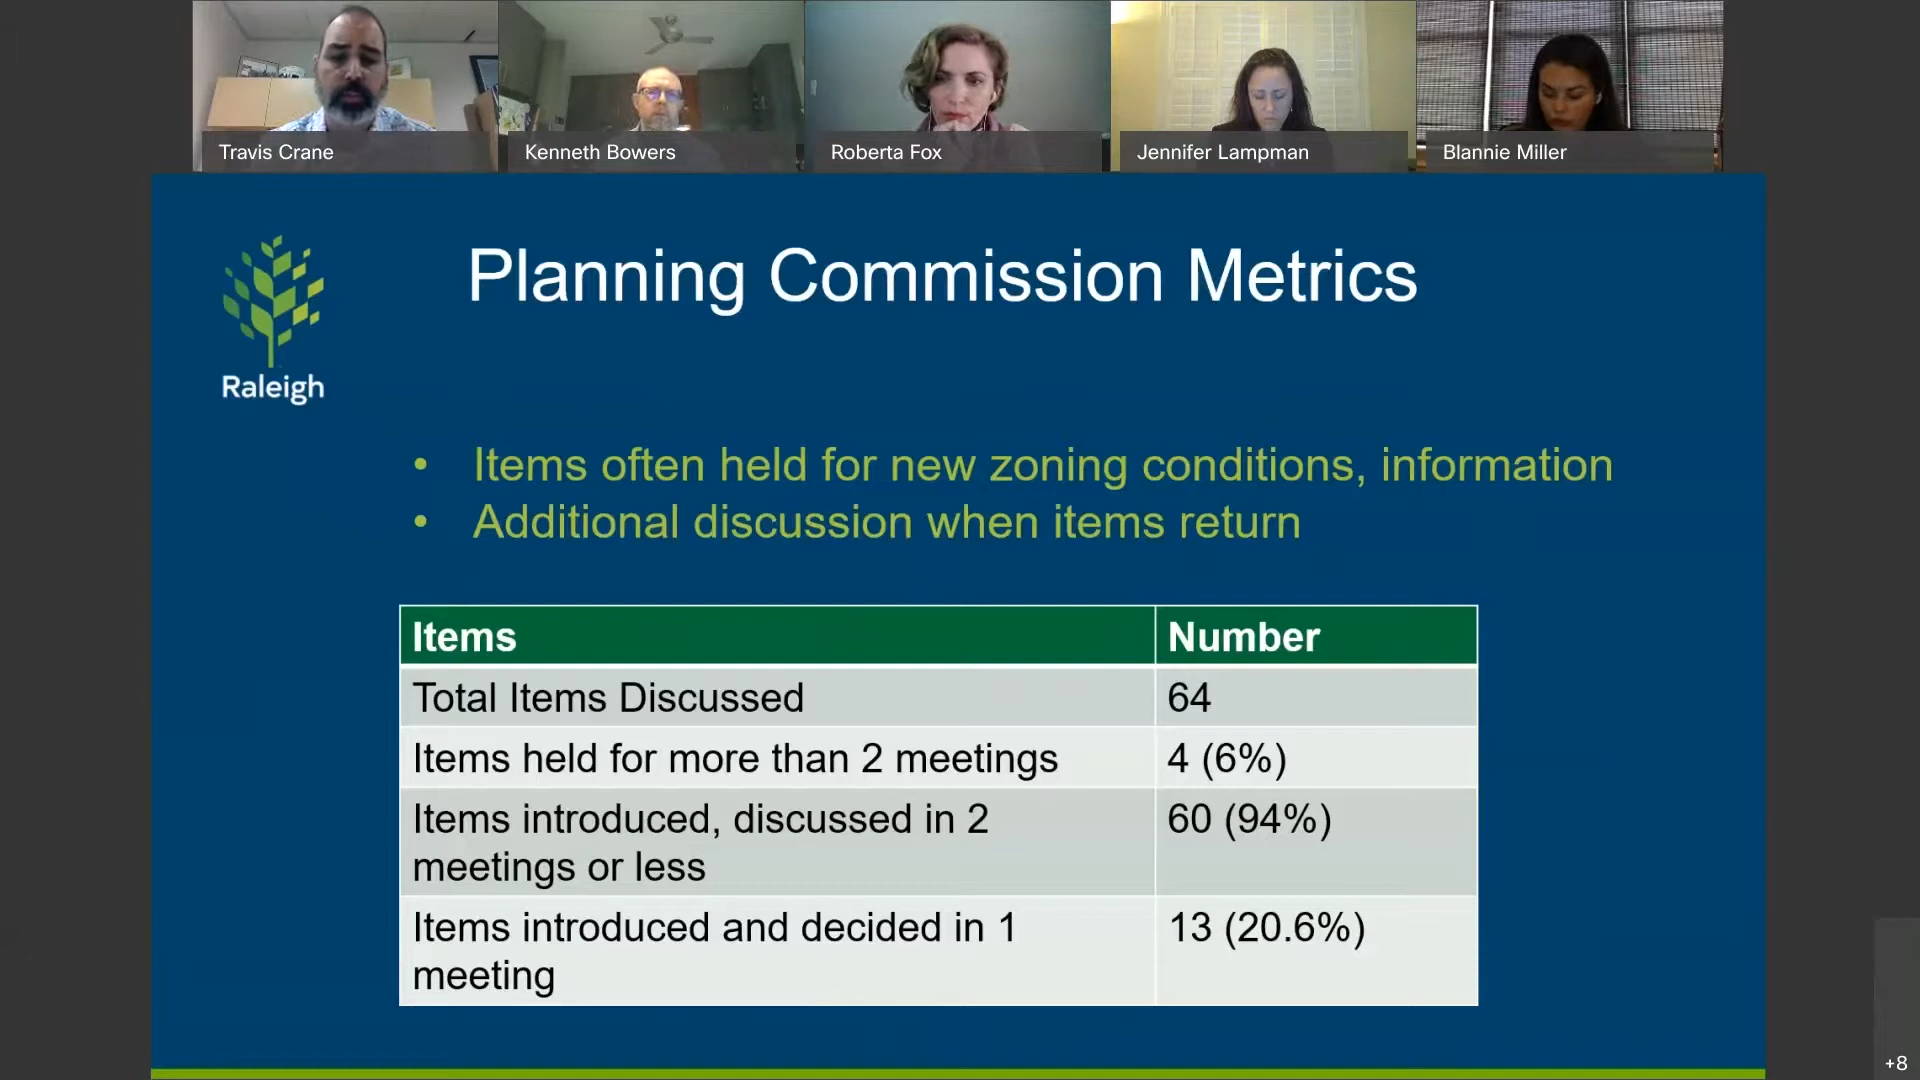 Travis Crane
Kenneth Bowers
Roberta Fox
Jennifer Lampman
Blannie Miller
Planning Commission Metrics
Raleigh
• Items often held for new zoning conditions, information
• Additional discussion when items return
Items Number
Total Items Discussed 64
Items held for more than 2 meetings 4 (6%)
Items introduced, discussed in 2 60 (94%)
meetings or less
Items introduced and decided in 1 13 (20.6%)
meeting
+8